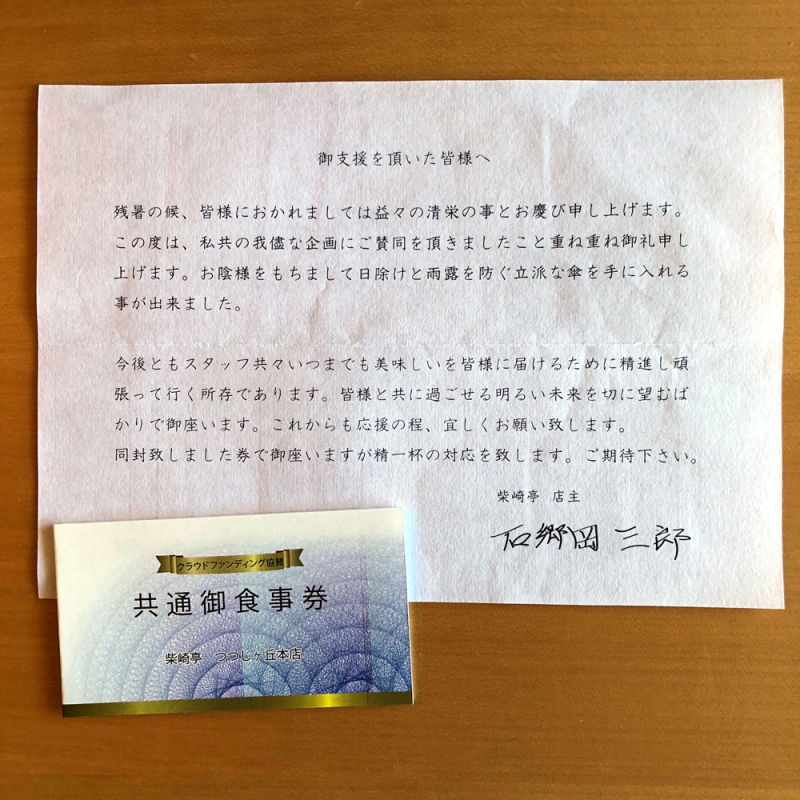 御支援を頂いた皆様へ
残暑の候、皆様におかれましては益々の清栄の事とお慶び申し上げます。
この度は、私共の我儘な企画にご賛同を頂きましたこと重ね重ね御礼申し
上げます。お陰様をもちまして日除けと雨露を防ぐ立派な傘を手に入れる
事が出来ました。
今後ともスタッフ共々いつまでも美味しいを皆様に届けるために精進し頑
張って行く所存であります。皆様と共に過ごせる明るい未来を切に望むば
かりで御座います。これからも応援の程、宜しくお願い致します。
同封致しました券で御座いますが精一杯の対応を致します。ご期待下さい。
柴崎亭 店主
石郷岡 三郎
クラウドファンディング協賛
共通御食事券
柴崎亭 つつじヶ丘本店